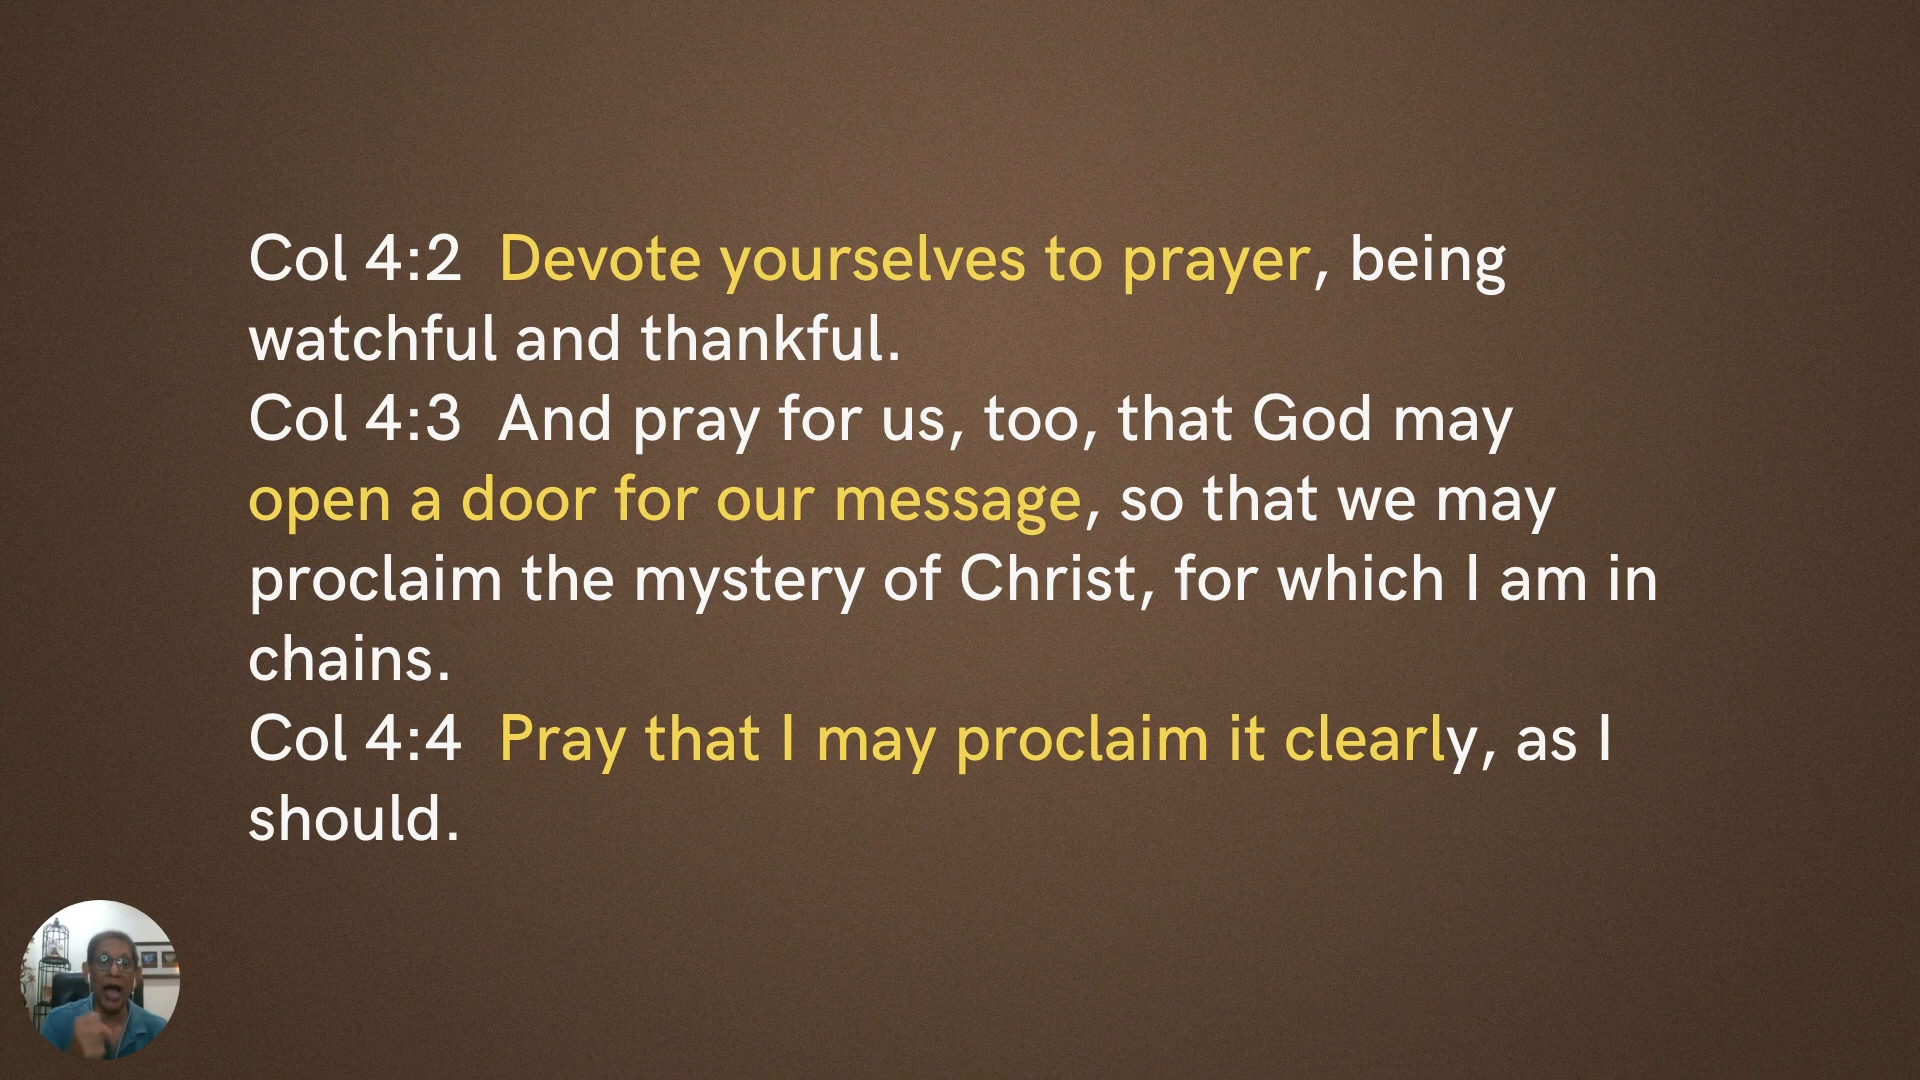 Col 4:2  Devote yourselves to prayer, being
watchful and thankful.
Col 4:3  And pray for us, too, that God may
open a door for our message, so that we may
proclaim the mystery of Christ, for which I am in
chains.
Col 4:4  Pray that I may proclaim it clearly, as I
should.